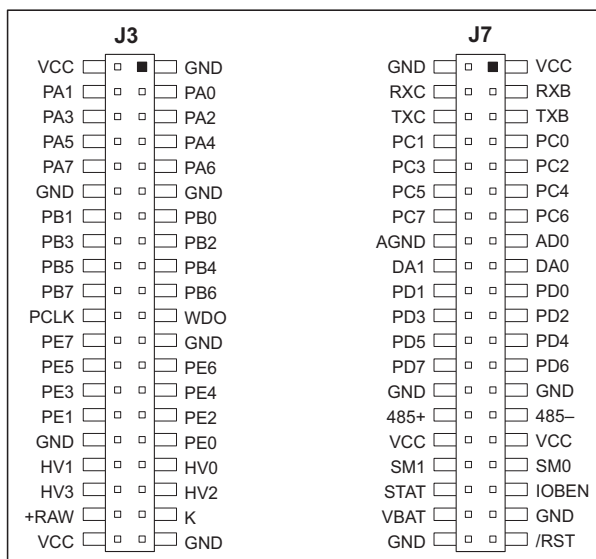 J3 J7
VCC GND GND VCC
PA1 PA0 RXC RXB
PA3 PA2 TXC TXB
PA5 PA4 PC1 PC0
PA7 PA6 PC3 PC2
GND GND PC5 PC4
PB1 PB0 PC7 PC6
PB3 PB2 AGND AD0
PB5 PB4 DA1 DA0
PB7 PB6 PD1 PD0
PCLK WDO PD3 PD2
PE7 GND PD5 PD4
PE5 PE6 PD7 PD6
PE3 PE4 GND GND
PE1 PE2 485+ 485–
GND PE0 VCC VCC
HV1 HV0 SM1 SM0
HV3 HV2 STAT IOBEN
+RAW K VBAT GND
VCC GND GND /RST